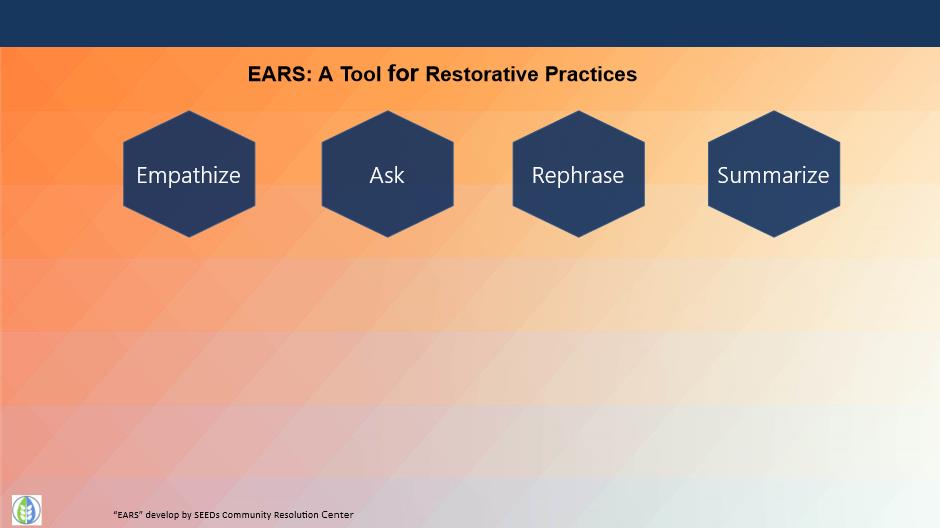 EARS: A Tool for Restorative Practices
Empathize
Ask
Rephrase
Summarize
“EARS” develop by SEEDs Community Resolution Center